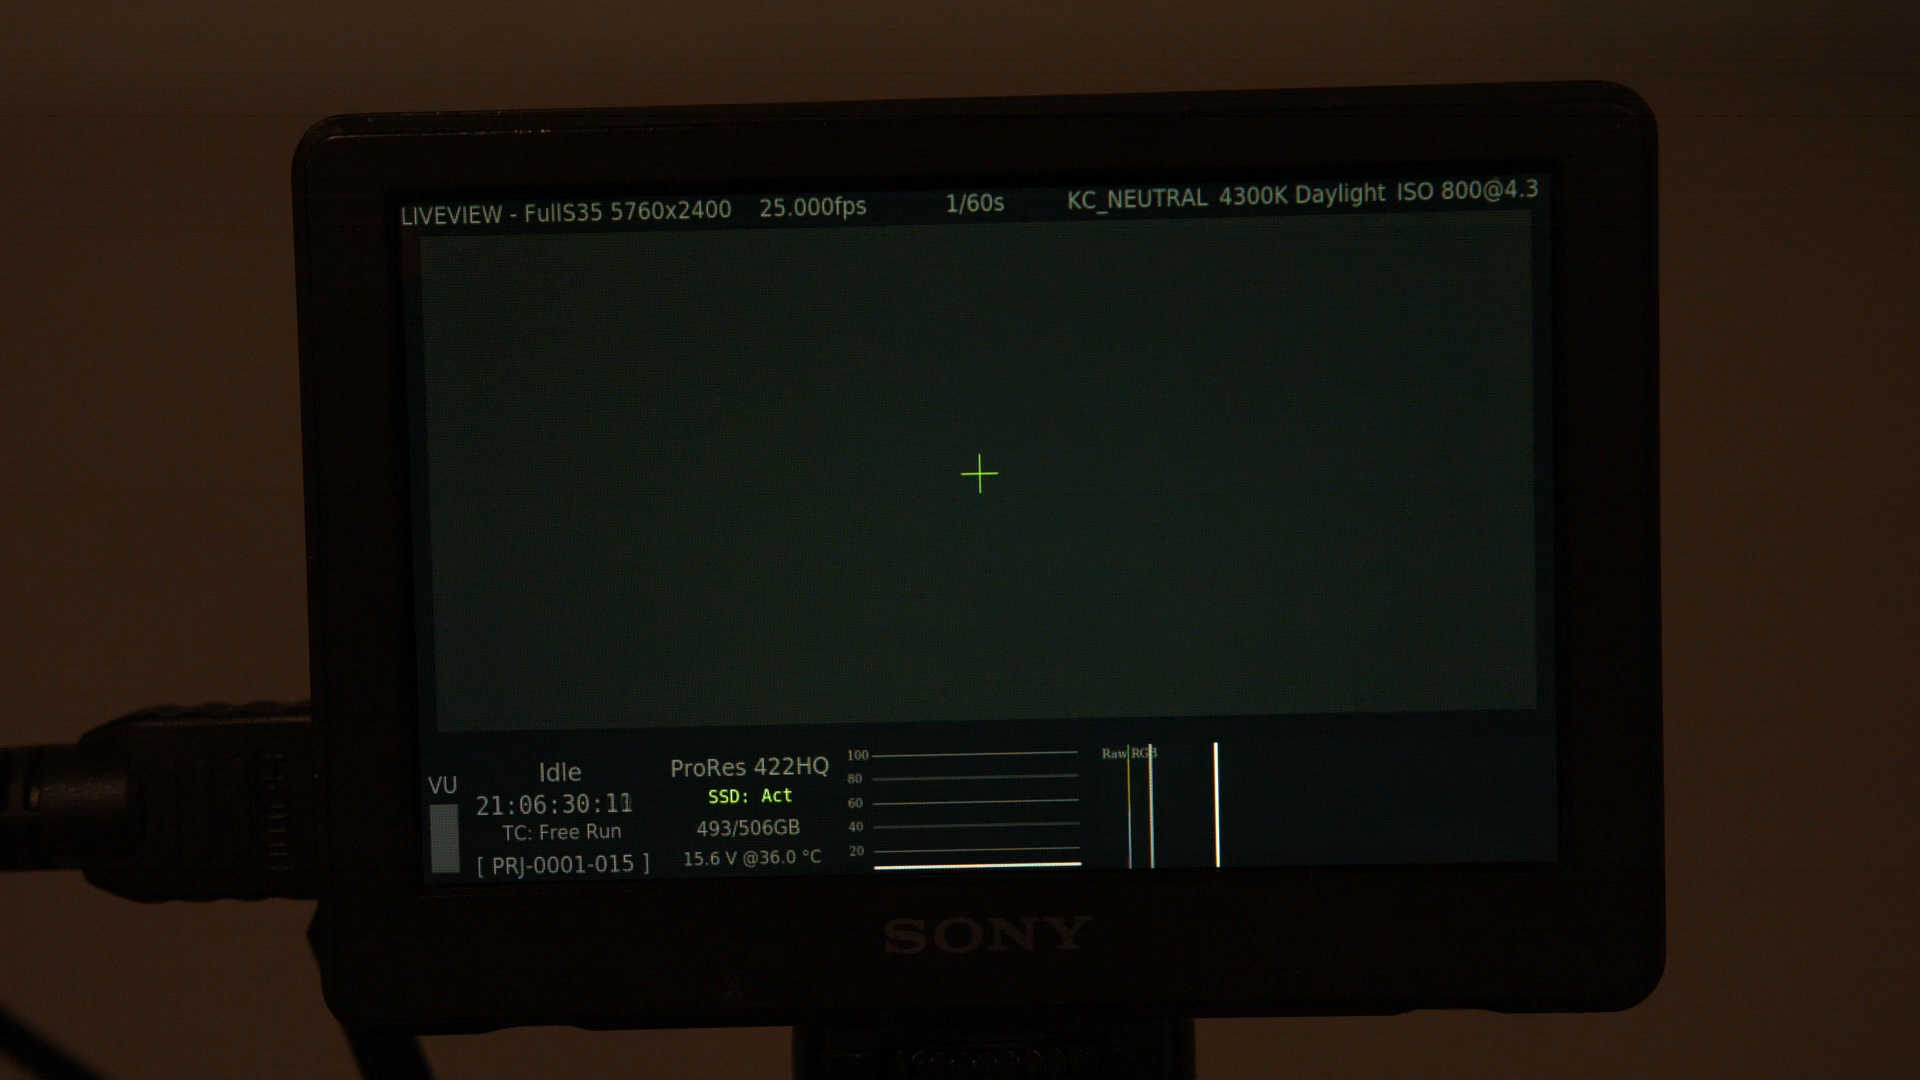 LIVEVIEW - FullS35 5760x2400 25.000fps 1/60s KC_NEUTRAL 4300K Daylight ISO 800@4.3
VU
Idle
21:06:30:11
TC: Free Run
[ PRJ-0001-015 ]
ProRes 422HQ
SSD: Act
493/506GB
15.6 V @36.0 °C
100
80
60
40
20
Raw RGB
SONY